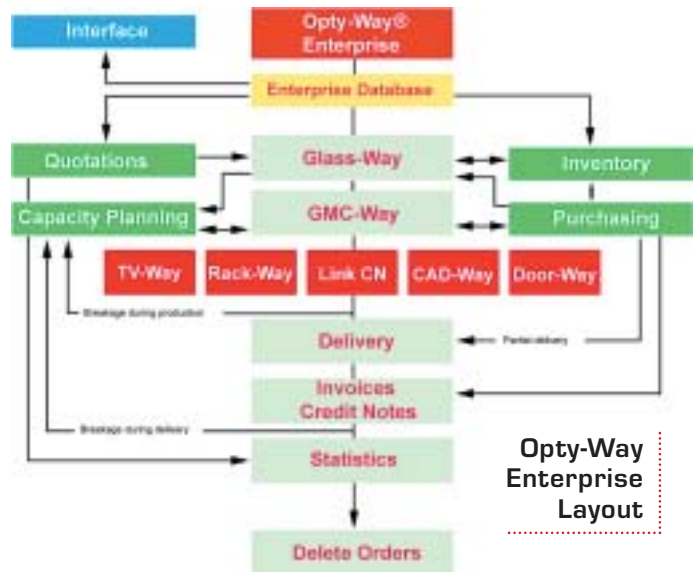 Interface
Opty-Way®
Enterprise
Enterprise Database
Quotations
Glass-Way
Inventory
Capacity Planning
GMC-Way
Purchasing
TV-Way
Rack-Way
Link CN
CAD-Way
Door-Way
Breakage during production
Delivery
Partial delivery
Invoices
Credit Notes
Breakage during delivery
Statistics
Opty-Way
Enterprise
Layout
Delete Orders